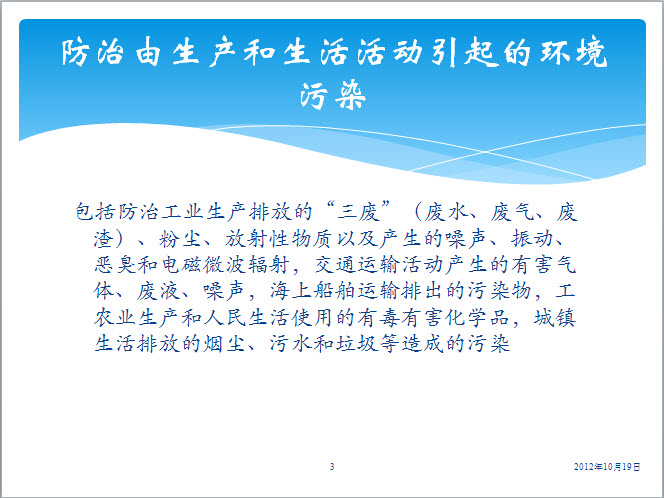 防治由生产和生活活动引起的环境
污染
包括防治工业生产排放的“三废”（废水、废气、废
渣）、粉尘、放射性物质以及产生的噪声、振动、
恶臭和电磁微波辐射，交通运输活动产生的有害气
体、废液、噪声，海上船舶运输排出的污染物，工
农业生产和人民生活使用的有毒有害化学品，城镇
生活排放的烟尘、污水和垃圾等造成的污染
3
2012年10月19日